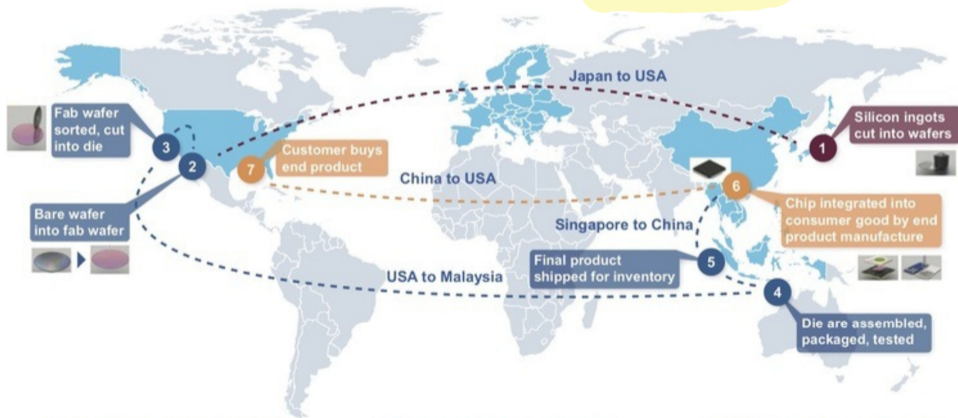 Japan to USA
Fab wafer
sorted, cut
into die
3
2
7
Customer buys
end product
Silicon ingots
cut into wafers
1
China to USA
6
Bare wafer
into fab wafer
Singapore to China
Chip integrated into
consumer good by end
product manufacture
5
Final product
shipped for inventory
USA to Malaysia
4
Die are assembled,
packaged, tested